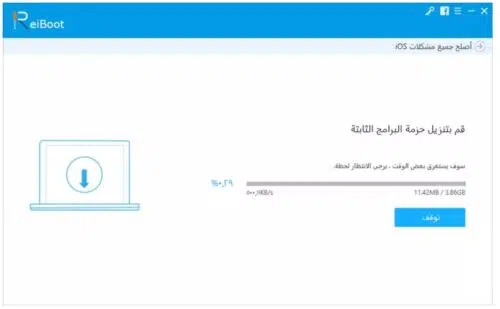 ReiBoot
أصلح جميع مشكلات iOS
قم بتنزيل حزمة البرامج الثابتة
سوف يستغرق بعض الوقت ، يرجى الانتظار لحظة.
%٠,٢٩
٥٠٠,٩KB/s
11.42MB / 3.86GB
توقف